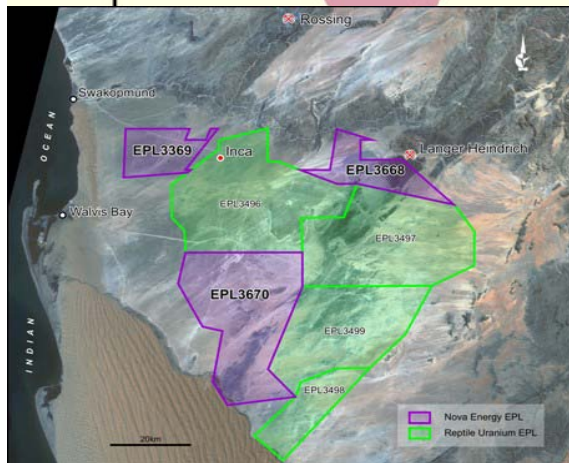 Rossing
Swakopmund
OCEAN
EPL3369
Inca
Langer Heindrich
EPL3668
EPL3496
Walvis Bay
EPL3497
EPL3670
EPL3499
INDIAN
EPL3498
20km
Nova Energy EPL
Reptile Uranium EPL